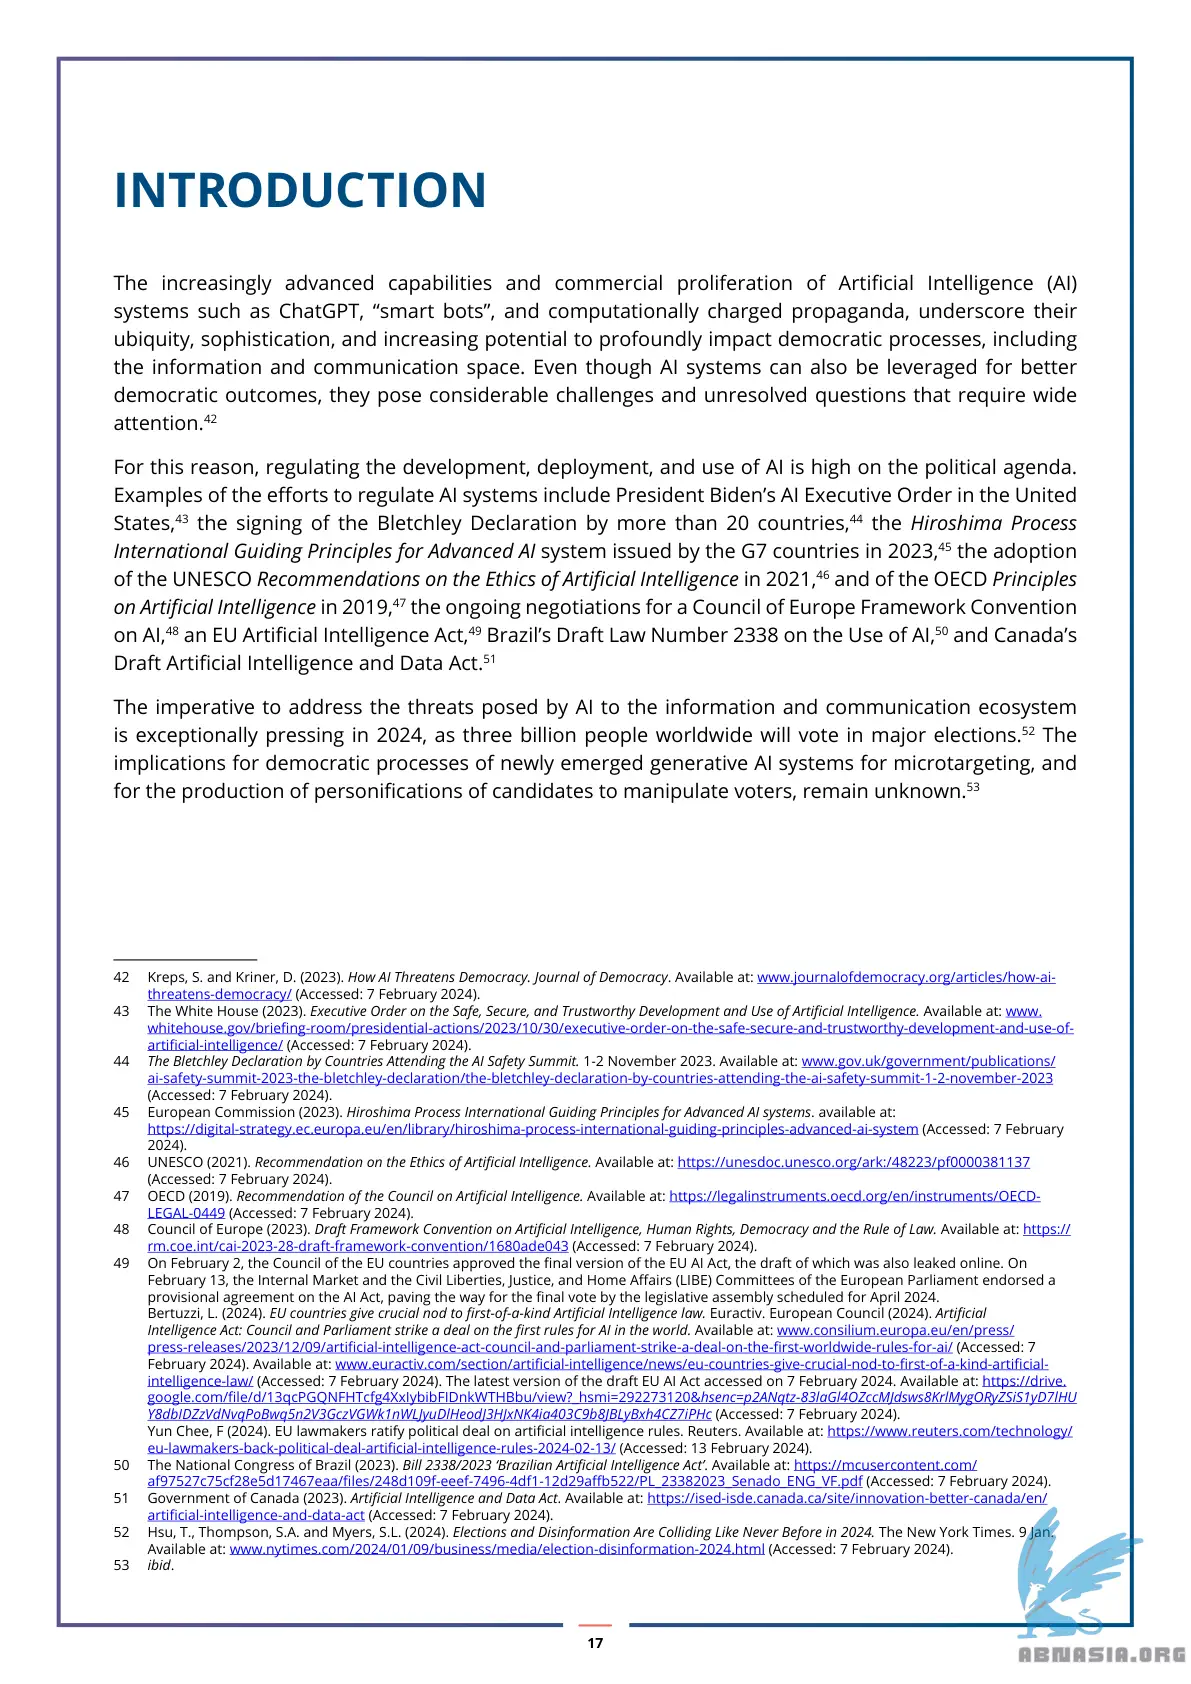 INTRODUCTION
The increasingly advanced capabilities and commercial proliferation of Artificial Intelligence (AI)
systems such as ChatGPT, “smart bots”, and computationally charged propaganda, underscore their
ubiquity, sophistication, and increasing potential to profoundly impact democratic processes, including
the information and communication space. Even though AI systems can also be leveraged for better
democratic outcomes, they pose considerable challenges and unresolved questions that require wide
attention.42
For this reason, regulating the development, deployment, and use of AI is high on the political agenda.
Examples of the efforts to regulate AI systems include President Biden’s AI Executive Order in the United
States,43 the signing of the Bletchley Declaration by more than 20 countries,44 the Hiroshima Process
International Guiding Principles for Advanced AI system issued by the G7 countries in 2023,45 the adoption
of the UNESCO Recommendations on the Ethics of Artificial Intelligence in 2021,46 and of the OECD Principles
on Artificial Intelligence in 2019,47 the ongoing negotiations for a Council of Europe Framework Convention
on AI,48 an EU Artificial Intelligence Act,49 Brazil’s Draft Law Number 2338 on the Use of AI,50 and Canada’s
Draft Artificial Intelligence and Data Act.51
The imperative to address the threats posed by AI to the information and communication ecosystem
is exceptionally pressing in 2024, as three billion people worldwide will vote in major elections.52 The
implications for democratic processes of newly emerged generative AI systems for microtargeting, and
for the production of personifications of candidates to manipulate voters, remain unknown.53
42 Kreps, S. and Kriner, D. (2023). How AI Threatens Democracy. Journal of Democracy. Available at: www.journalofdemocracy.org/articles/how-ai-
threatens-democracy/ (Accessed: 7 February 2024).
43 The White House (2023). Executive Order on the Safe, Secure, and Trustworthy Development and Use of Artificial Intelligence. Available at: www.
whitehouse.gov/briefing-room/presidential-actions/2023/10/30/executive-order-on-the-safe-secure-and-trustworthy-development-and-use-of-
artificial-intelligence/ (Accessed: 7 February 2024).
44 The Bletchley Declaration by Countries Attending the AI Safety Summit. 1-2 November 2023. Available at: www.gov.uk/government/publications/
ai-safety-summit-2023-the-bletchley-declaration/the-bletchley-declaration-by-countries-attending-the-ai-safety-summit-1-2-november-2023
(Accessed: 7 February 2024).
45 European Commission (2023). Hiroshima Process International Guiding Principles for Advanced AI systems. available at:
https://digital-strategy.ec.europa.eu/en/library/hiroshima-process-international-guiding-principles-advanced-ai-system (Accessed: 7 February
2024).
46 UNESCO (2021). Recommendation on the Ethics of Artificial Intelligence. Available at: https://unesdoc.unesco.org/ark:/48223/pf0000381137
(Accessed: 7 February 2024).
47 OECD (2019). Recommendation of the Council on Artificial Intelligence. Available at: https://legalinstruments.oecd.org/en/instruments/OECD-
LEGAL-0449 (Accessed: 7 February 2024).
48 Council of Europe (2023). Draft Framework Convention on Artificial Intelligence, Human Rights, Democracy and the Rule of Law. Available at: https://
rm.coe.int/cai-2023-28-draft-framework-convention/1680ade043 (Accessed: 7 February 2024).
49 On February 2, the Council of the EU countries approved the final version of the EU AI Act, the draft of which was also leaked online. On
February 13, the Internal Market and the Civil Liberties, Justice, and Home Affairs (LIBE) Committees of the European Parliament endorsed a
provisional agreement on the AI Act, paving the way for the final vote by the legislative assembly scheduled for April 2024.
Bertuzzi, L. (2024). EU countries give crucial nod to first-of-a-kind Artificial Intelligence law. Euractiv. European Council (2024). Artificial
Intelligence Act: Council and Parliament strike a deal on the first rules for AI in the world. Available at: www.consilium.europa.eu/en/press/
press-releases/2023/12/09/artificial-intelligence-act-council-and-parliament-strike-a-deal-on-the-first-worldwide-rules-for-ai/ (Accessed: 7
February 2024). Available at: www.euractiv.com/section/artificial-intelligence/news/eu-countries-give-crucial-nod-to-first-of-a-kind-artificial-
intelligence-law/ (Accessed: 7 February 2024). The latest version of the draft EU AI Act accessed on 7 February 2024. Available at: https://drive.
google.com/file/d/13qcPGQNFHTcfg4XxIybibFIDnkWTHBbu/view?_hsmi=292273120&hsenc=p2ANqtz-83laGl4OZccMJdsws8KrlMygORyZSiS1yD7lHU
Y8dbIDZzVdNvqPoBwq5n2V3GczVGWk1nWLJyuDlHeodJ3HJxNK4ia403C9b8JBLyBxh4CZ7iPHc (Accessed: 7 February 2024).
Yun Chee, F (2024). EU lawmakers ratify political deal on artificial intelligence rules. Reuters. Available at: https://www.reuters.com/technology/
eu-lawmakers-back-political-deal-artificial-intelligence-rules-2024-02-13/ (Accessed: 13 February 2024).
50 The National Congress of Brazil (2023). Bill 2338/2023 ‘Brazilian Artificial Intelligence Act’. Available at: https://mcusercontent.com/
af97527c75cf28e5d17467eaa/files/248d109f-eeef-7496-4df1-12d29affb522/PL_23382023_Senado_ENG_VF.pdf (Accessed: 7 February 2024).
51 Government of Canada (2023). Artificial Intelligence and Data Act. Available at: https://ised-isde.canada.ca/site/innovation-better-canada/en/
artificial-intelligence-and-data-act (Accessed: 7 February 2024).
52 Hsu, T., Thompson, S.A. and Myers, S.L. (2024). Elections and Disinformation Are Colliding Like Never Before in 2024. The New York Times. 9 Jan.
Available at: www.nytimes.com/2024/01/09/business/media/election-disinformation-2024.html (Accessed: 7 February 2024).
53 ibid.
17
ABNASIA.ORG